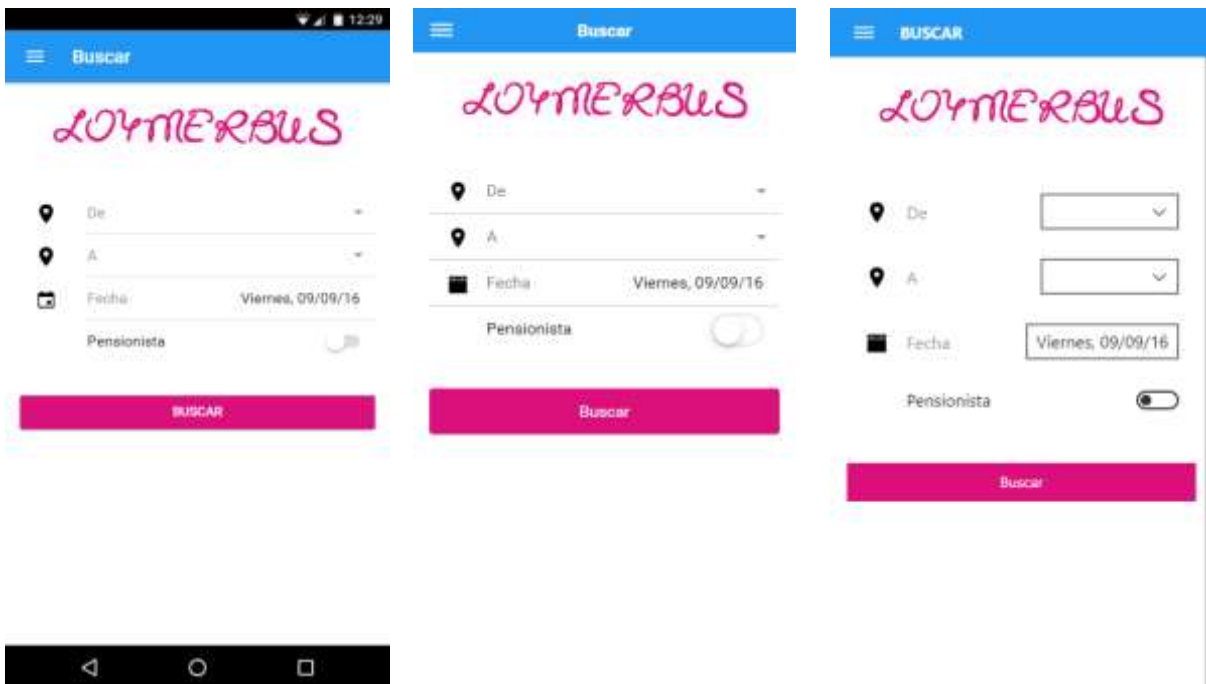 12:29
Buscar
LOYMERBUS
De
A
Fecha Viernes, 09/09/16
Pensionista
BUSCAR
Buscar
LOYMERBUS
De
A
Fecha Viernes, 09/09/16
Pensionista
Buscar
BUSCAR
LOYMERBUS
De
A
Fecha Viernes, 09/09/16
Pensionista
Buscar